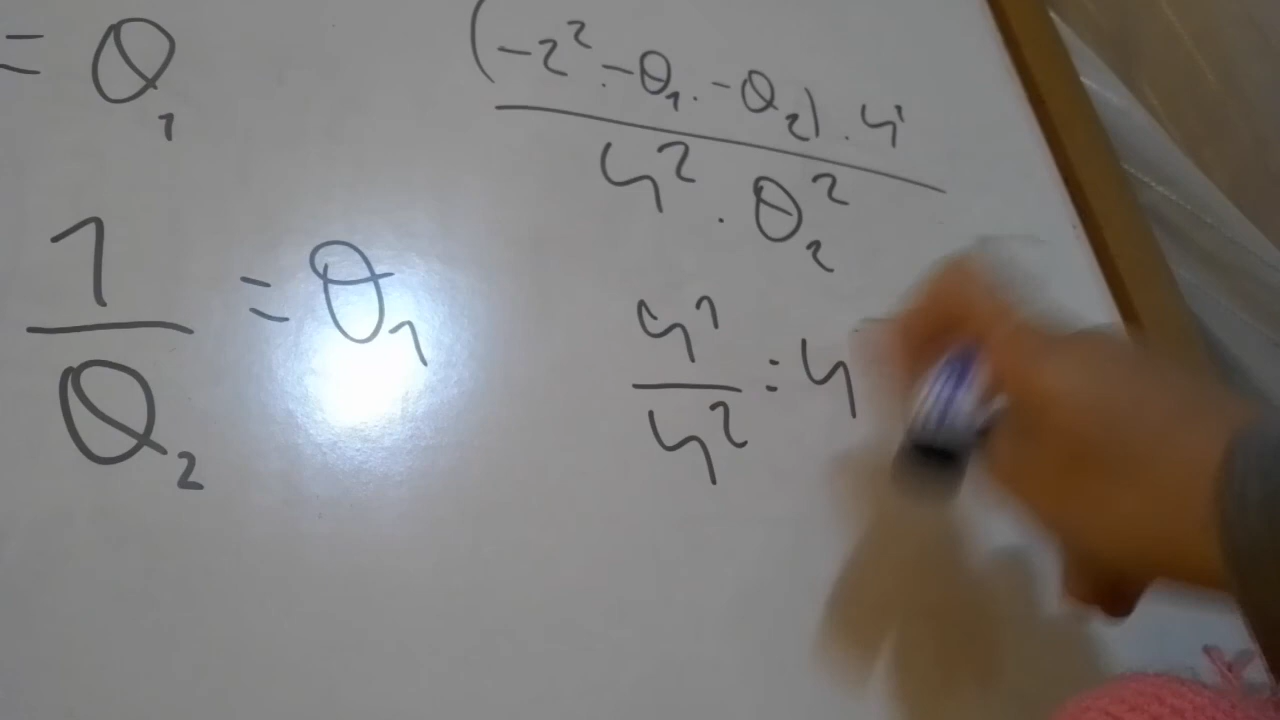 = θ₁
(-2² · -θ₁ · -θ₂) · 4¹
4² · θ₂²
1
θ₂
= θ₁
4¹
4²
= 4